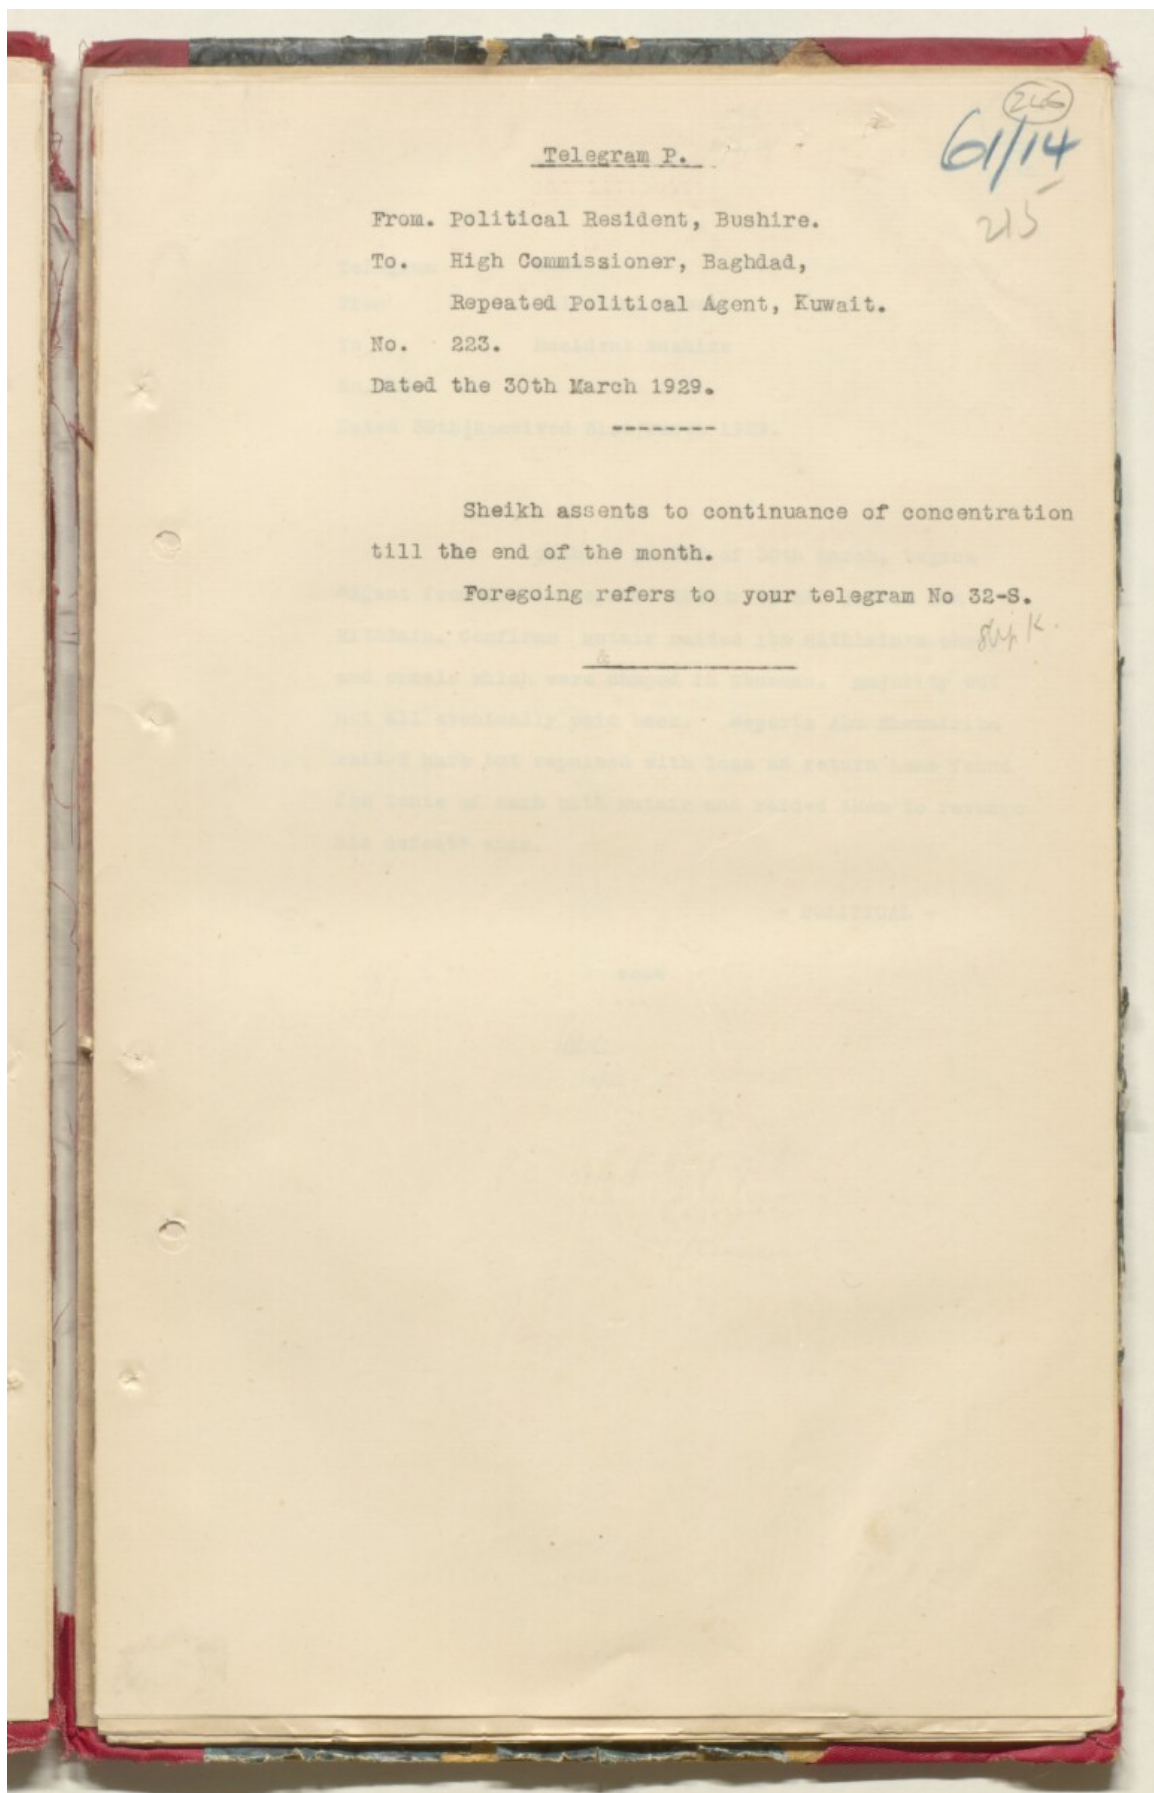 246
61/14
215
Telegram P.
From. Political Resident, Bushire.
To. High Commissioner, Baghdad,
Repeated Political Agent, Kuwait.
No. 223.
Dated the 30th March 1929.
Sheikh assents to continuance of concentration
till the end of the month.
Foregoing refers to your telegram No 32-S.